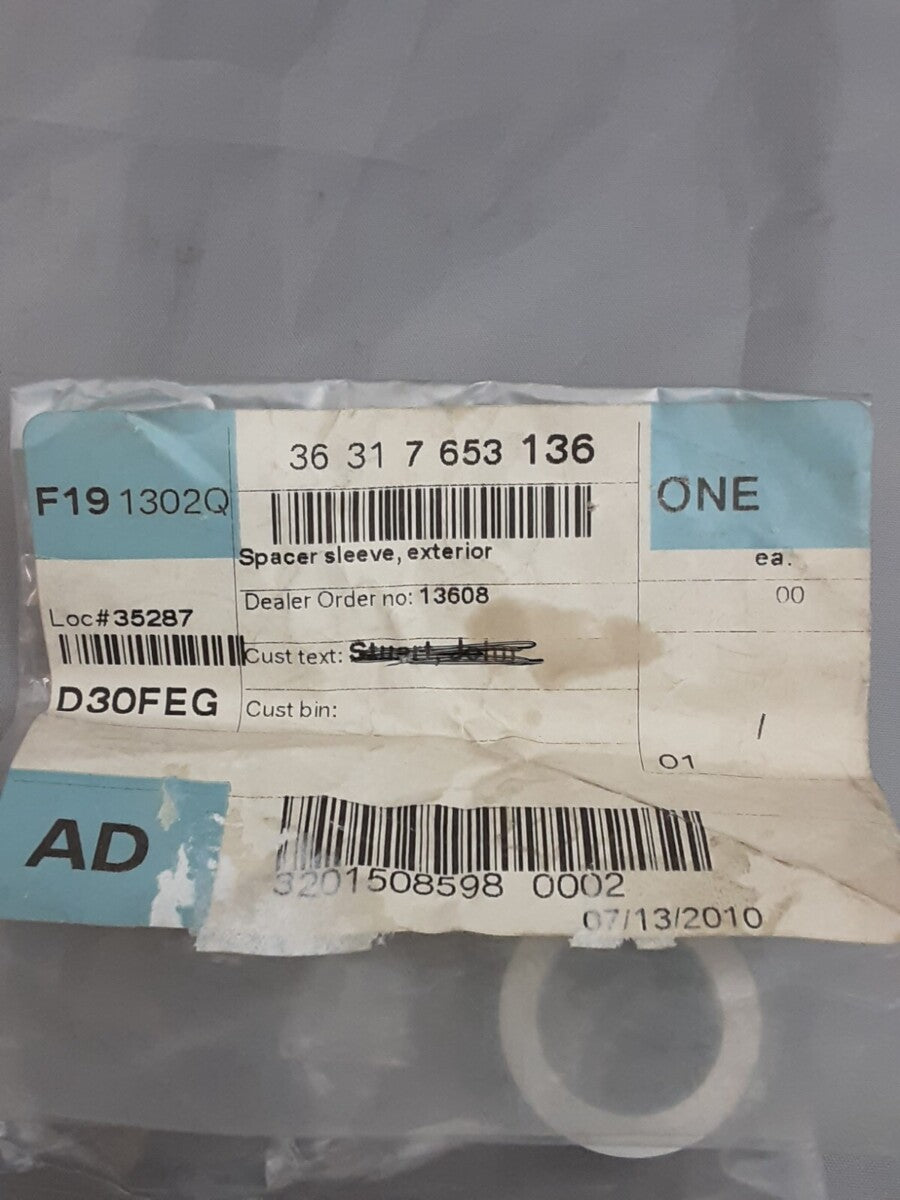 36 31 7 653 136
F19 1302Q
ONE
Spacer sleeve, exterior
ea.
Dealer Order no: 13608
00
Loc#35287
Cust text:
D30FEG
Cust bin:
/
01
AD
3201508598 0002
07/13/2010